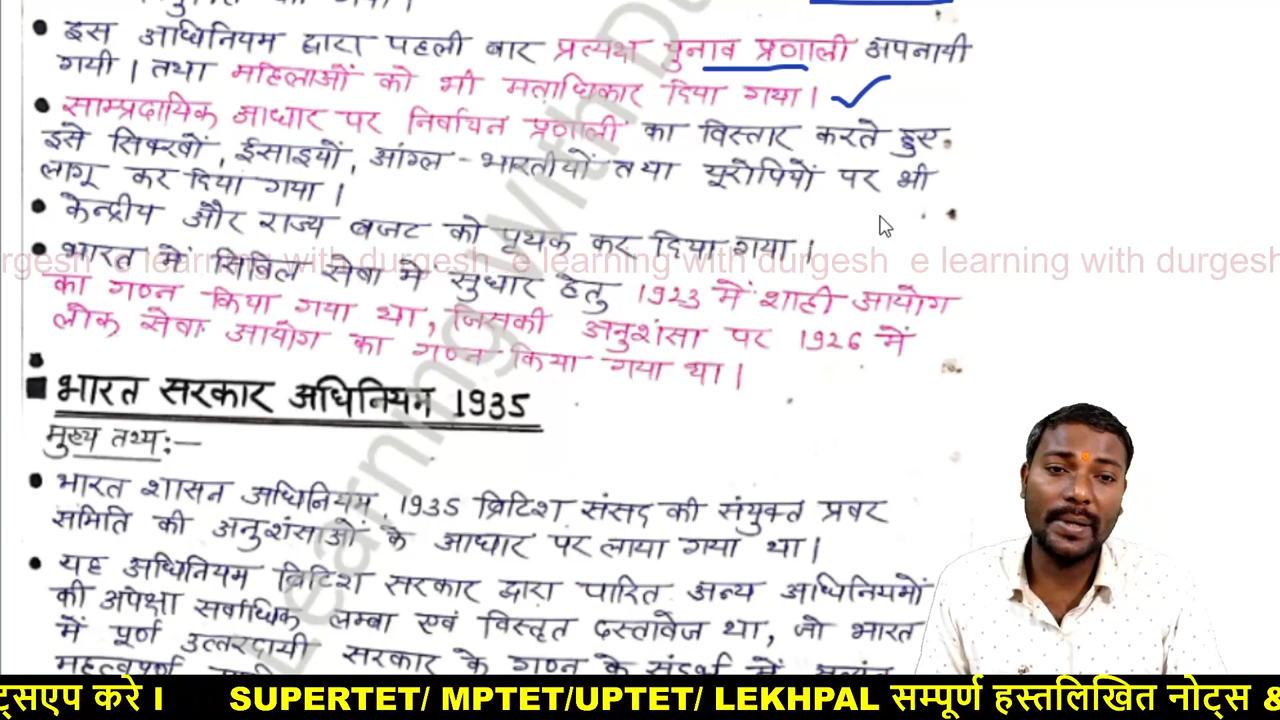 इस अधिनियम द्वारा पहली बार प्रत्यक्ष चुनाव प्रणाली अपनायी
गयी । तथा महिलाओं को भी मताधिकार दिया गया ।
साम्प्रदायिक आधार पर निर्वाचन प्रणाली का विस्तार करते हुए
इसे सिक्खों, ईसाइयों, आंग्ल - भारतीयों तथा यूरोपियों पर भी
लागू कर दिया गया ।
केन्द्रीय और राज्य बजट को पृथक कर दिया गया ।
durgesh e learning with durgesh e learning with durgesh
भारत में सिविल सेवा में सुधार हेतु 1923 में शाही आयोग
का गठन किया गया था, जिसकी अनुशंसा पर 1926 में
लोक सेवा आयोग का गठन किया गया था ।
भारत सरकार अधिनियम 1935
मुख्य तथ्य :—
भारत शासन अधिनियम 1935 ब्रिटिश संसद की संयुक्त प्रवर
समिति की अनुशंसाओं के आधार पर लाया गया था ।
यह अधिनियम ब्रिटिश सरकार द्वारा पारित अन्य अधिनियमों
की अपेक्षा सर्वाधिक लम्बा एवं विस्तृत दस्तावेज था, जो भारत
में पूर्ण उत्तरदायी सरकार के गठन के संदर्भ में
महत्वपूर्ण
Learning With D
ट्सएप करे । SUPERTET/ MPTET/UPTET/ LEKHPAL सम्पूर्ण हस्तलिखित नोट्स &